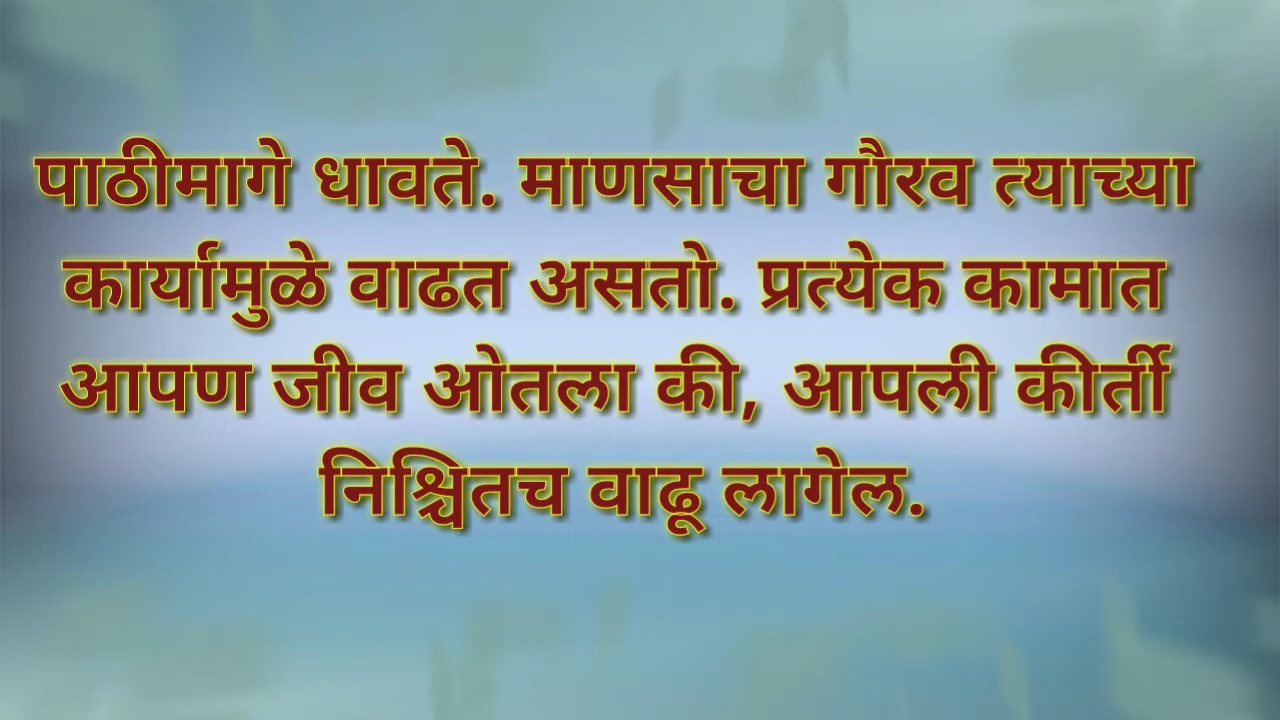 पाठीमागे धावते. माणसाचा गौरव त्याच्या
कार्यामुळे वाढत असतो. प्रत्येक कामात
आपण जीव ओतला की, आपली कीर्ती
निश्चितच वाढू लागेल.